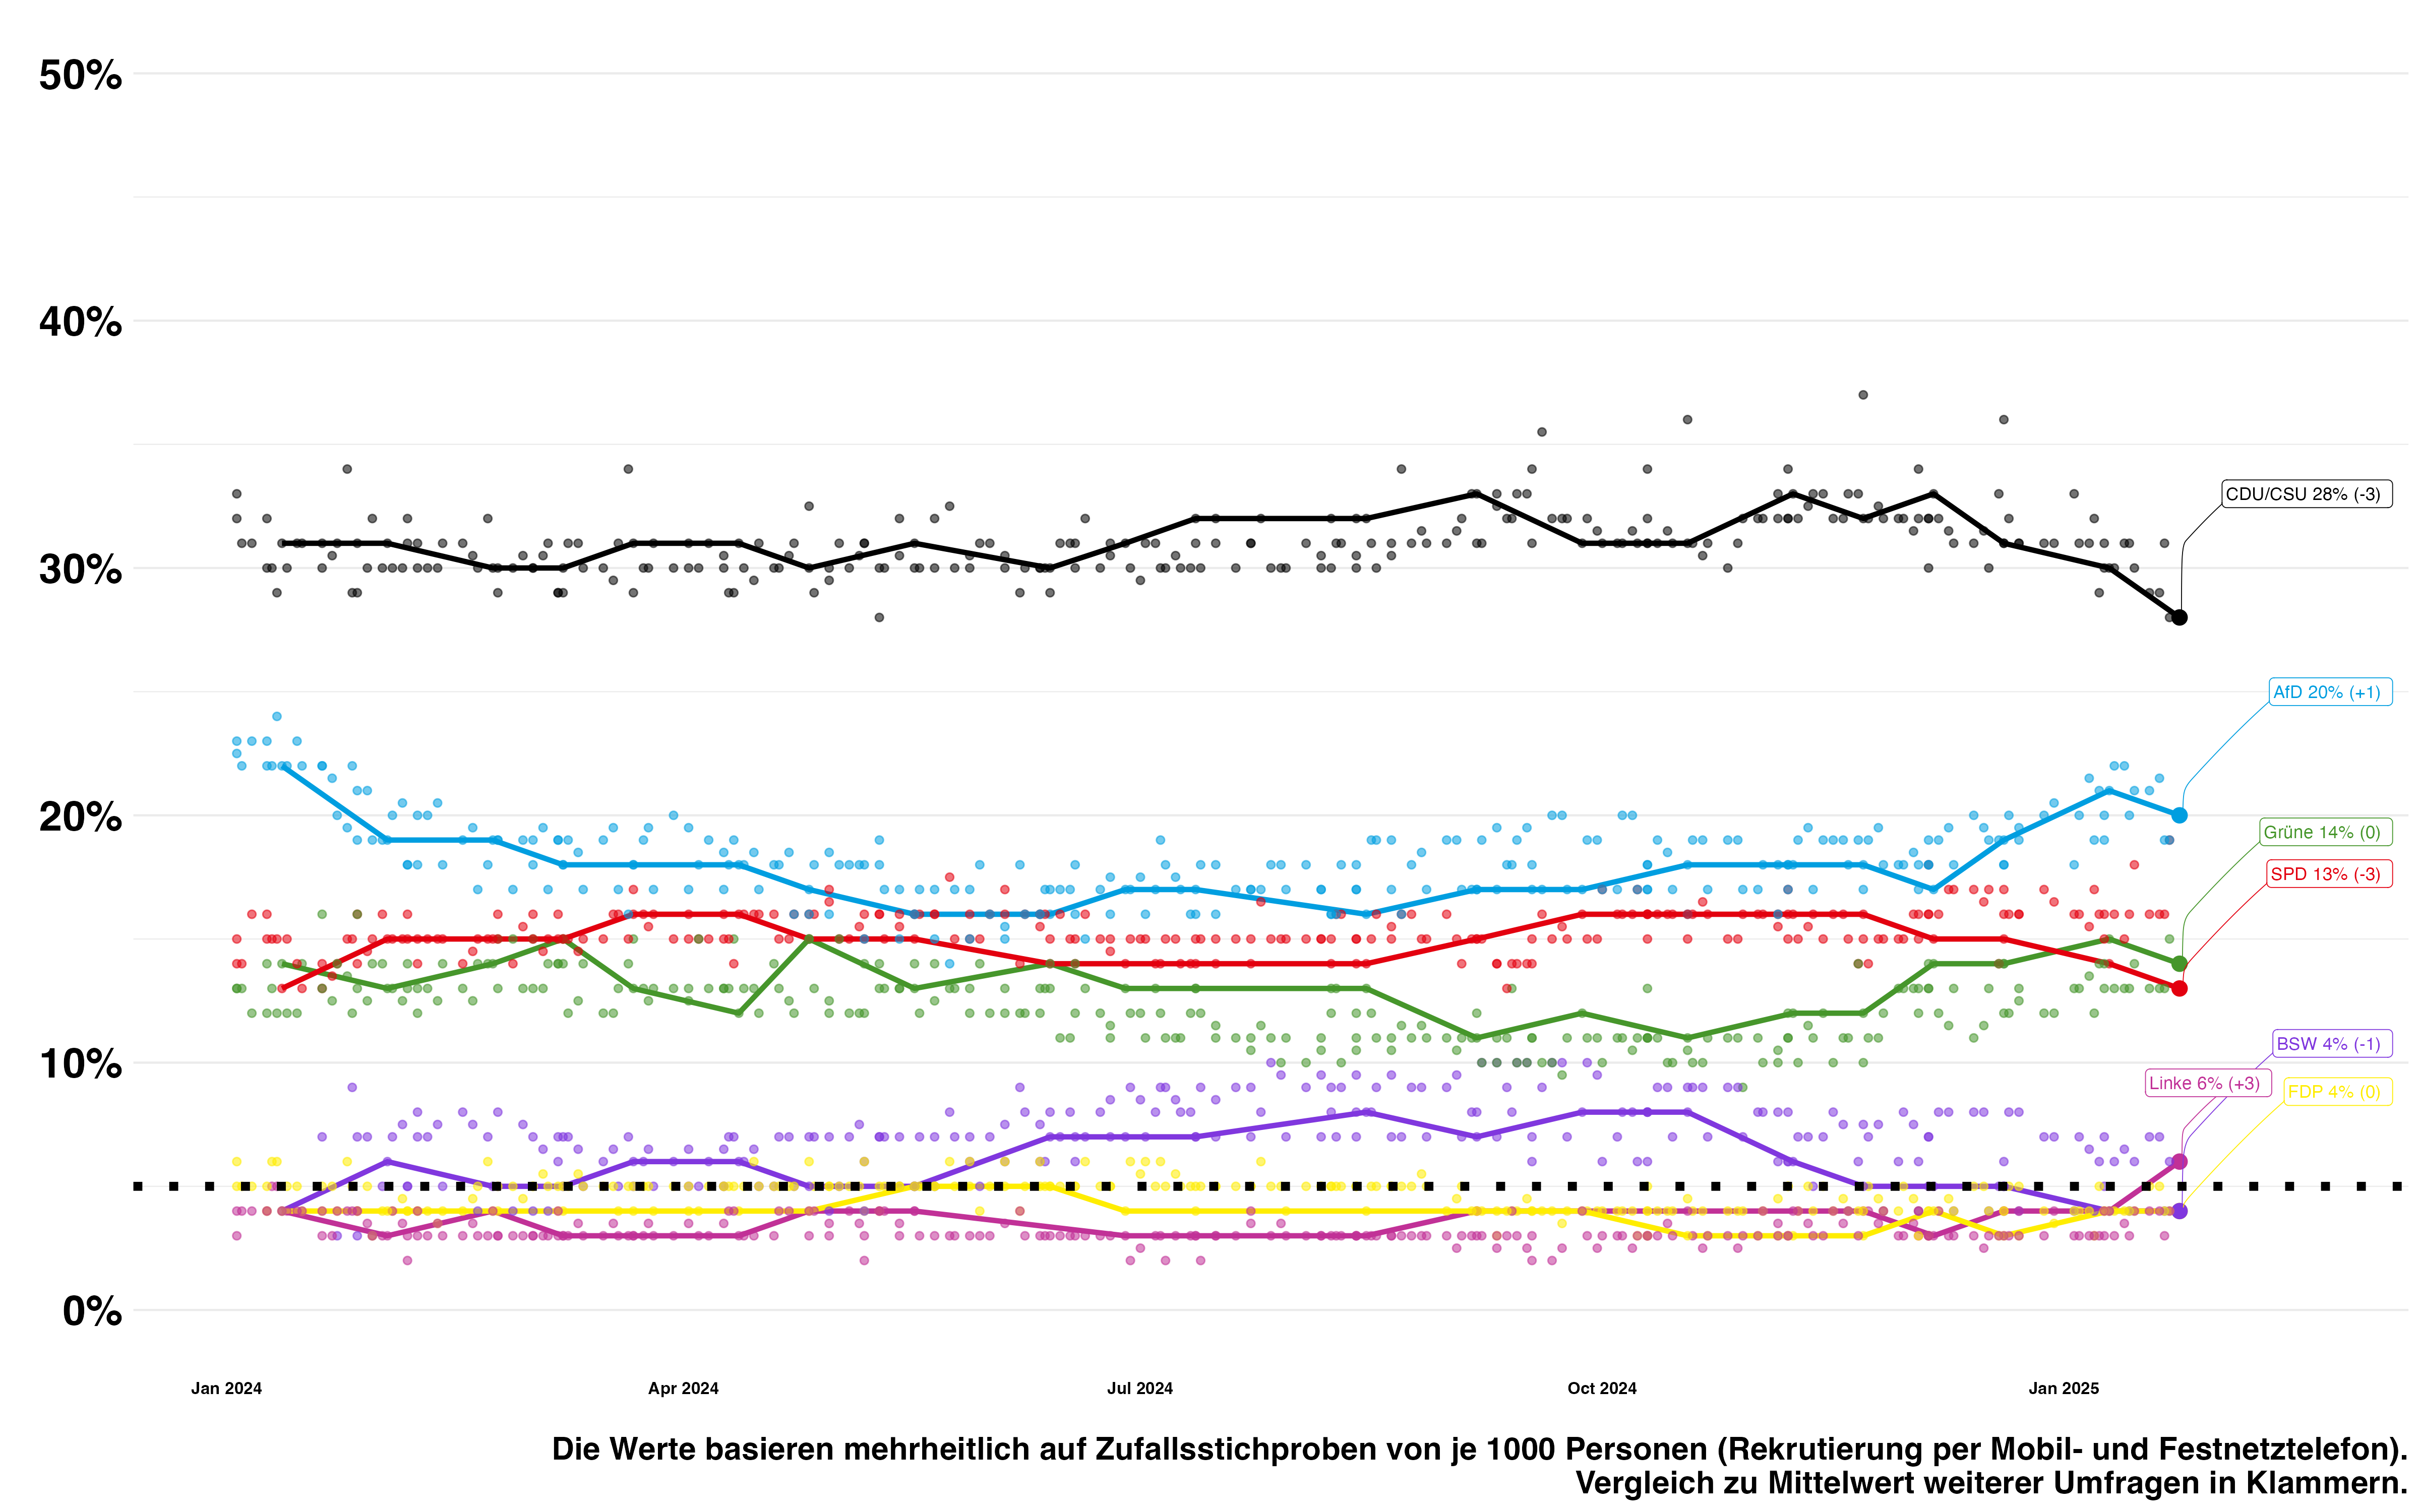 50%
40%
30%
20%
10%
0%
CDU/CSU 28% (-3)
AfD 20% (+1)
Grüne 14% (0)
SPD 13% (-3)
BSW 4% (-1)
Linke 6% (+3)
FDP 4% (0)
Jan 2024
Apr 2024
Jul 2024
Oct 2024
Jan 2025
Die Werte basieren mehrheitlich auf Zufallsstichproben von je 1000 Personen (Rekrutierung per Mobil- und Festnetztelefon).
Vergleich zu Mittelwert weiterer Umfragen in Klammern.